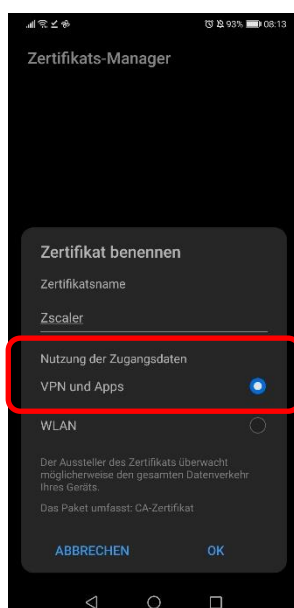 93% 08:13
Zertifikats-Manager
Zertifikat benennen
Zertifikatsname
Zscaler
Nutzung der Zugangsdaten
VPN und Apps
WLAN
Der Aussteller des Zertifikats überwacht
möglicherweise den gesamten Datenverkehr
Ihres Geräts.
Das Paket umfasst: CA-Zertifikat
ABBRECHEN OK